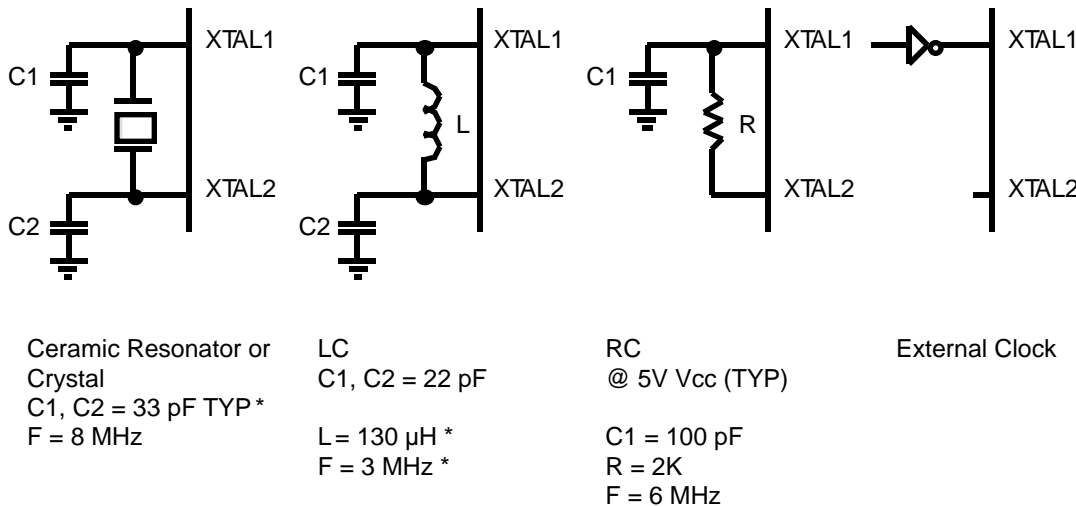 XTAL1
C1
XTAL2
C2
Ceramic Resonator or
Crystal
C1, C2 = 33 pF TYP *
F = 8 MHz
XTAL1
C1
L
XTAL2
C2
LC
C1, C2 = 22 pF
L = 130 µH *
F = 3 MHz *
XTAL1
C1
R
XTAL2
RC
@ 5V Vcc (TYP)
C1 = 100 pF
R = 2K
F = 6 MHz
XTAL1
XTAL2
External Clock